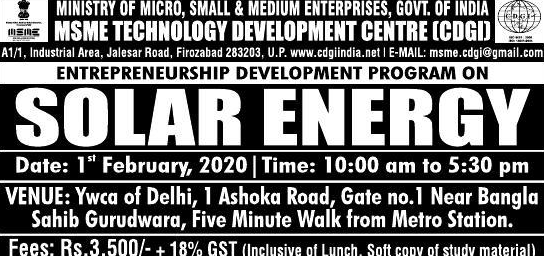 MINISTRY OF MICRO, SMALL & MEDIUM ENTERPRISES, GOVT. OF INDIA
MSME TECHNOLOGY DEVELOPMENT CENTRE (CDGI)
A1/1, Industrial Area, Jalesar Road, Firozabad 283203, U.P. www.cdgiindia.net | E-MAIL: msme.cdgi@gmail.com
ENTREPRENEURSHIP DEVELOPMENT PROGRAM ON
SOLAR ENERGY
Date: 1st February, 2020 | Time: 10:00 am to 5:30 pm
VENUE: Ywca of Delhi, 1 Ashoka Road, Gate no.1 Near Bangla
Sahib Gurudwara, Five Minute Walk from Metro Station.
Fees: Rs.3,500/- + 18% GST (Inclusive of Lunch, Soft copy of study material)